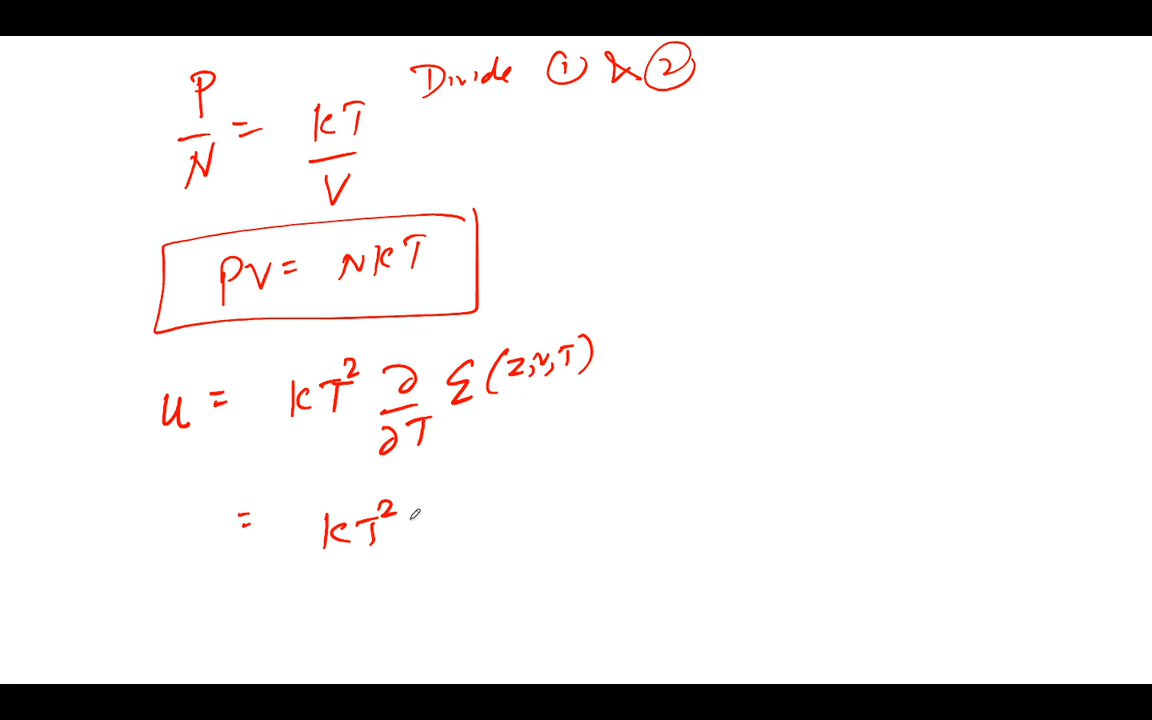 P/N = kT/V Divide ① & ②
PV = NkT
u = kT² ∂/∂T Σ(z,v,T)
= kT²